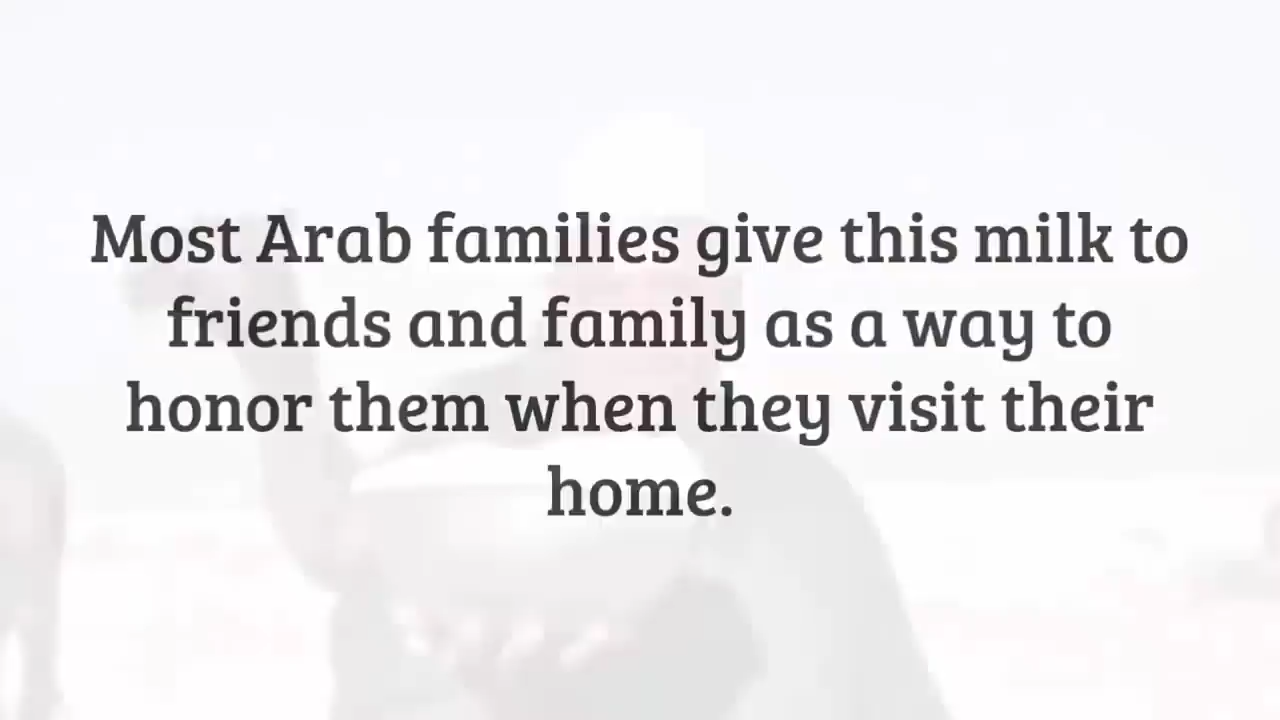 Most Arab families give this milk to
friends and family as a way to
honor them when they visit their
home.